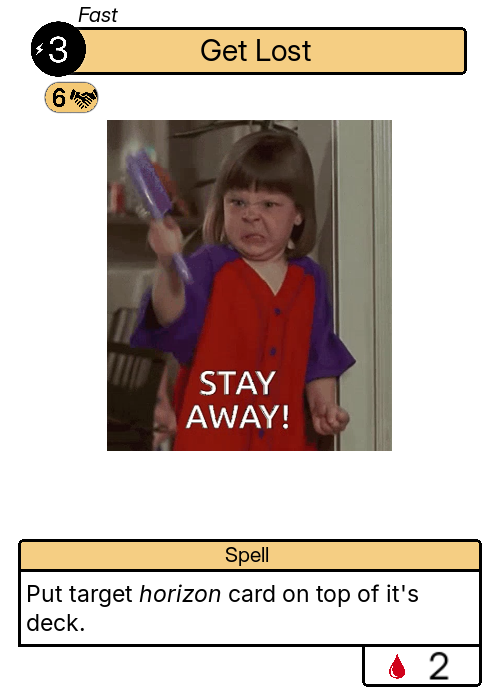 Fast
3
Get Lost
6
STAY
AWAY!
Spell
Put target horizon card on top of it's
deck.
2